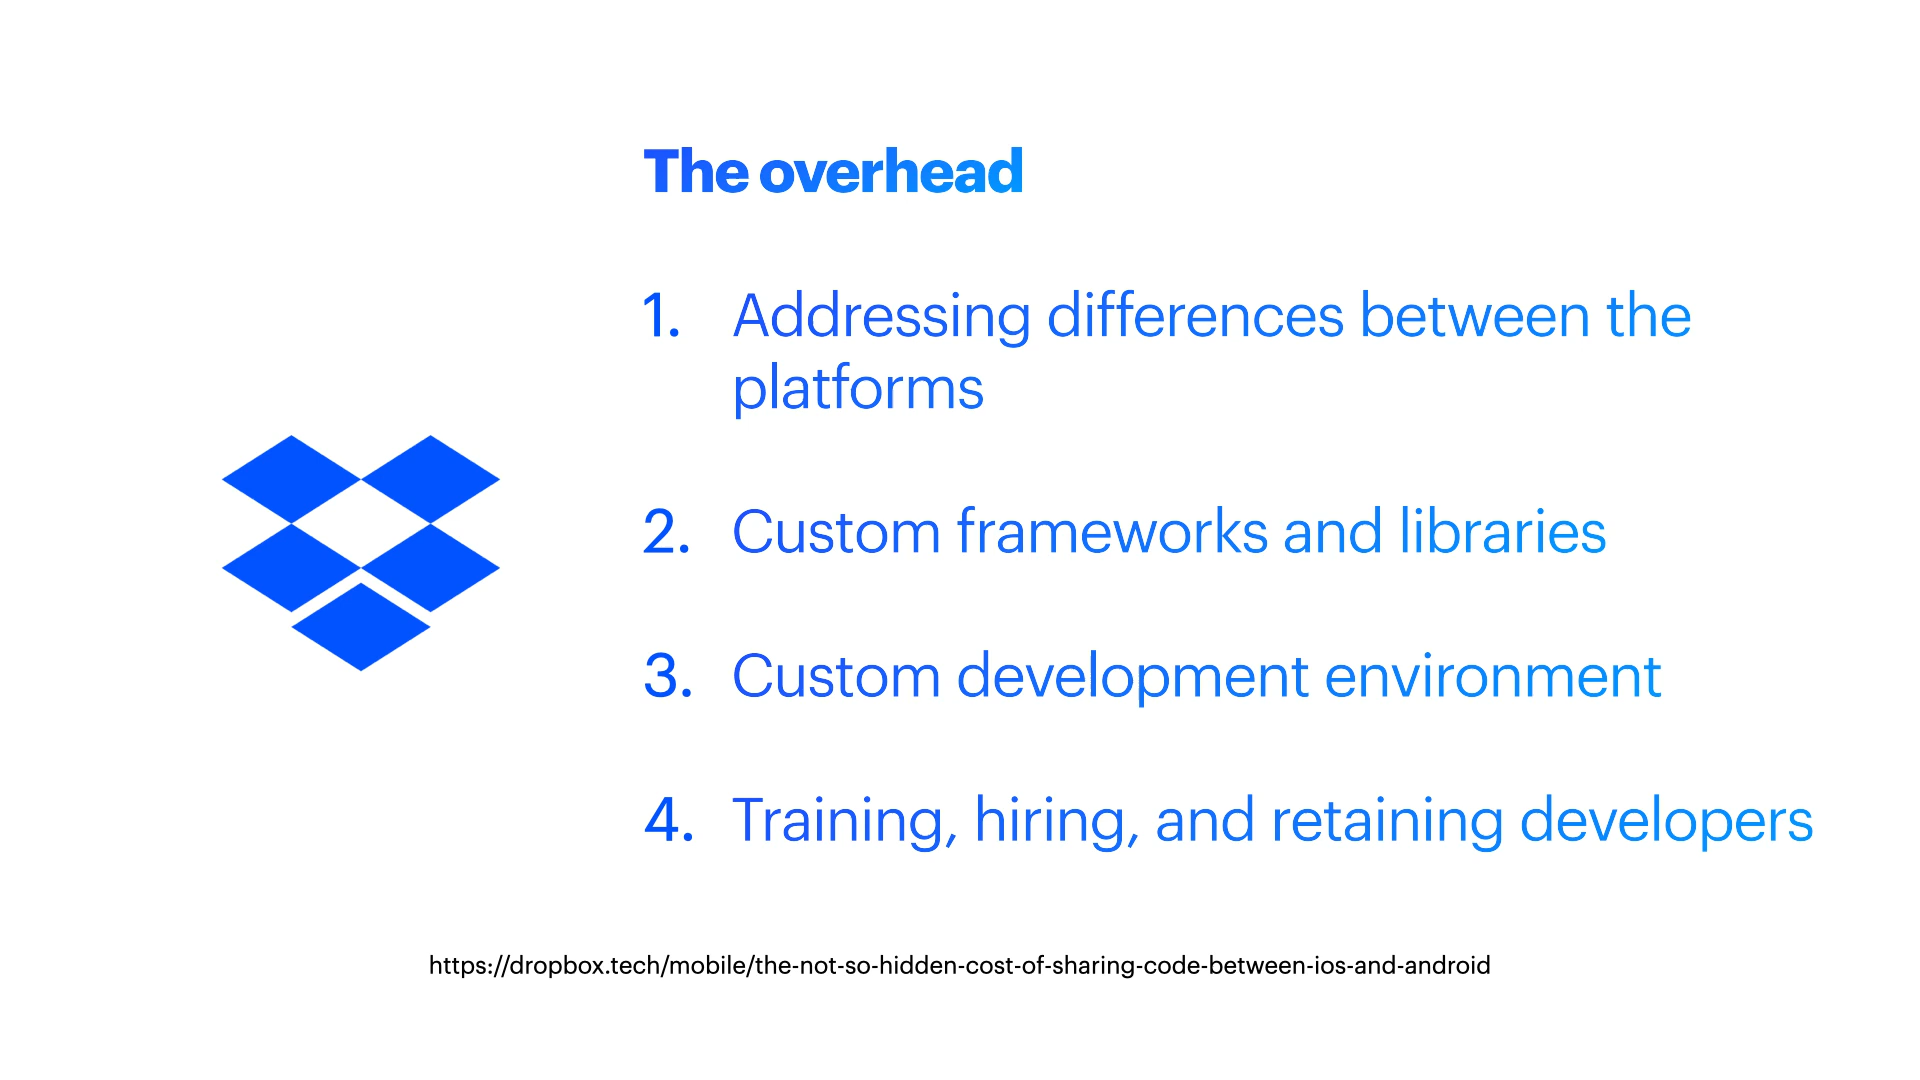 The overhead
1. Addressing differences between the
platforms
2. Custom frameworks and libraries
3. Custom development environment
4. Training, hiring, and retaining developers
https://dropbox.tech/mobile/the-not-so-hidden-cost-of-sharing-code-between-ios-and-android